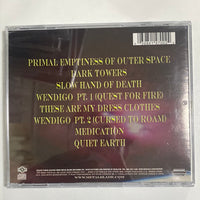 PRIMAL EMPTINESS OF OUTER SPACE
DARK TOWERS
SLOW HAND OF DEATH
WENDIGO PT. 1 (QUEST FOR FIRE)
THESE ARE MY DRESS CLOTHES
WENDIGO PT. 2 (CURSED TO ROAM)
MEDICATION
QUIET EARTH